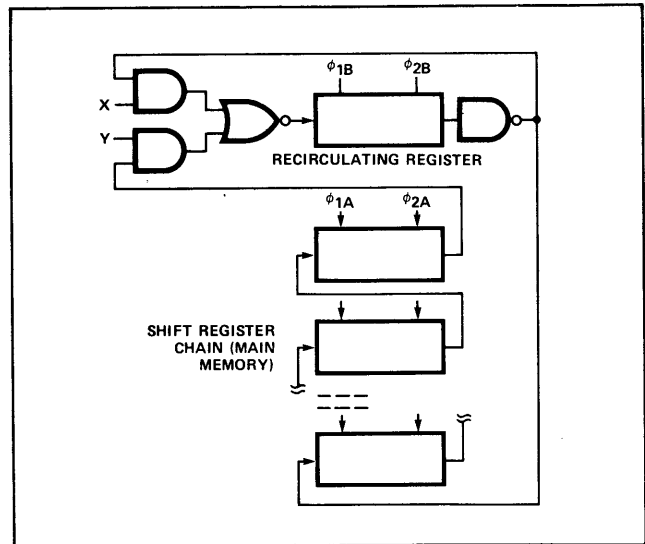 ϕ1B ϕ2B
X
Y
RECIRCULATING REGISTER
ϕ1A ϕ2A
SHIFT REGISTER
CHAIN (MAIN
MEMORY)